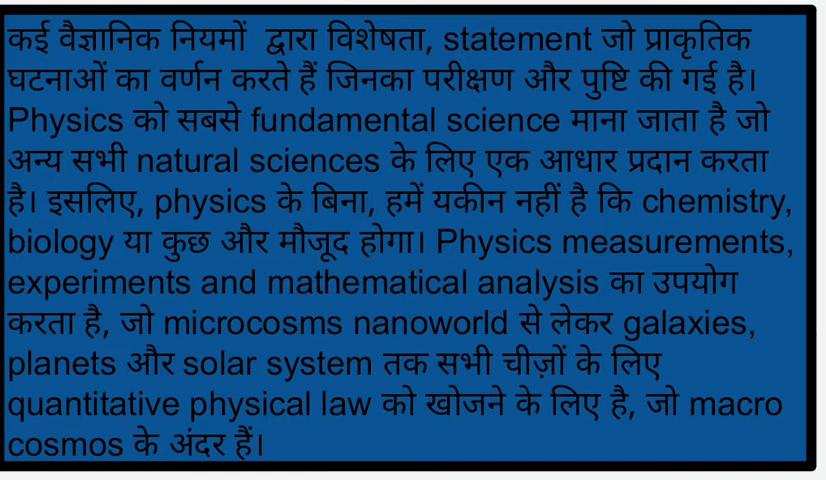 कई वैज्ञानिक नियमों  द्वारा विशेषता, statement जो प्राकृतिक
घटनाओं का वर्णन करते हैं जिनका परीक्षण और पुष्टि की गई है।
Physics को सबसे fundamental science माना जाता है जो
अन्य सभी natural sciences के लिए एक आधार प्रदान करता
है। इसलिए, physics के बिना, हमें यकीन नहीं है कि chemistry,
biology या कुछ और मौजूद होगा। Physics measurements,
experiments and mathematical analysis का उपयोग
करता है, जो microcosms nanoworld से लेकर galaxies,
planets और solar system तक सभी चीज़ों के लिए
quantitative physical law को खोजने के लिए है, जो macro
cosmos के अंदर हैं।